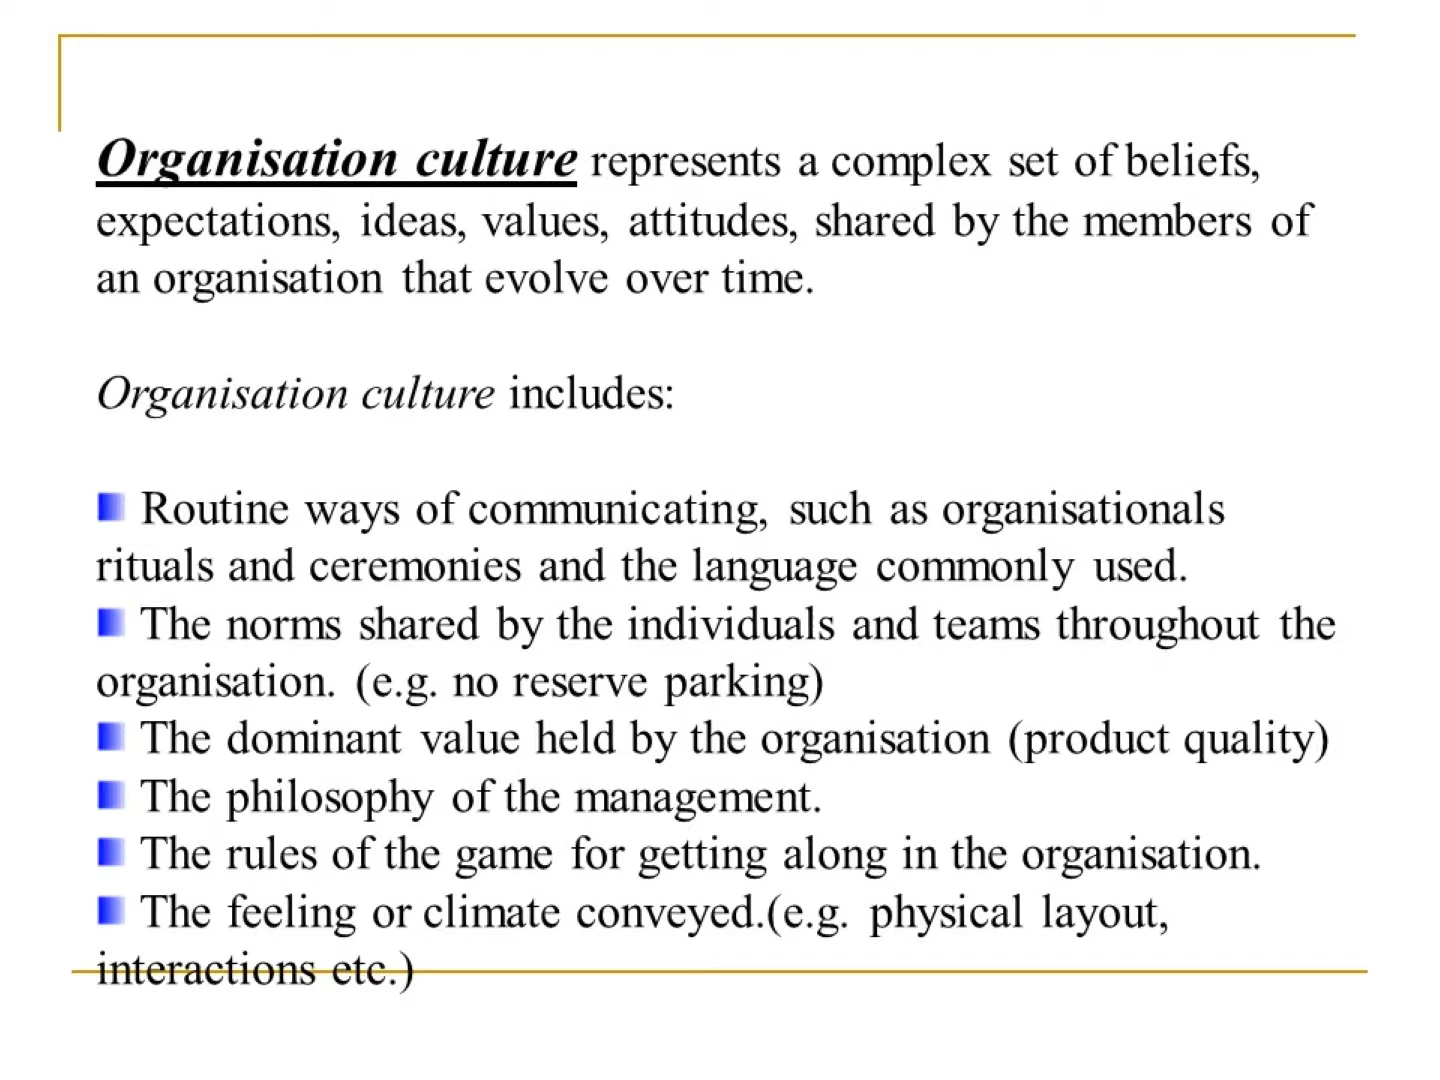 Organisation culture represents a complex set of beliefs,
expectations, ideas, values, attitudes, shared by the members of
an organisation that evolve over time.
Organisation culture includes:
Routine ways of communicating, such as organisationals
rituals and ceremonies and the language commonly used.
The norms shared by the individuals and teams throughout the
organisation. (e.g. no reserve parking)
The dominant value held by the organisation (product quality)
The philosophy of the management.
The rules of the game for getting along in the organisation.
The feeling or climate conveyed.(e.g. physical layout,
interactions etc.)